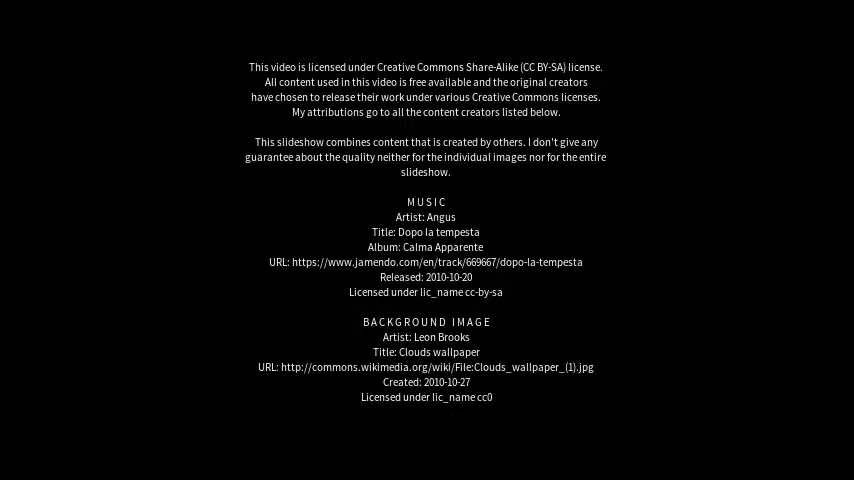 This video is licensed under Creative Commons Share-Alike (CC BY-SA) license.
All content used in this video is free available and the original creators
have chosen to release their work under various Creative Commons licenses.
My attributions go to all the content creators listed below.
This slideshow combines content that is created by others. I don't give any
guarantee about the quality neither for the individual images nor for the entire
slideshow.
MUSIC
Artist: Angus
Title: Dopo la tempesta
Album: Calma Apparente
URL: https://www.jamendo.com/en/track/669667/dopo-la-tempesta
Released: 2010-10-20
Licensed under lic_name cc-by-sa
BACKGROUND IMAGE
Artist: Leon Brooks
Title: Clouds wallpaper
URL: http://commons.wikimedia.org/wiki/File:Clouds_wallpaper_(1).jpg
Created: 2010-10-27
Licensed under lic_name cc0